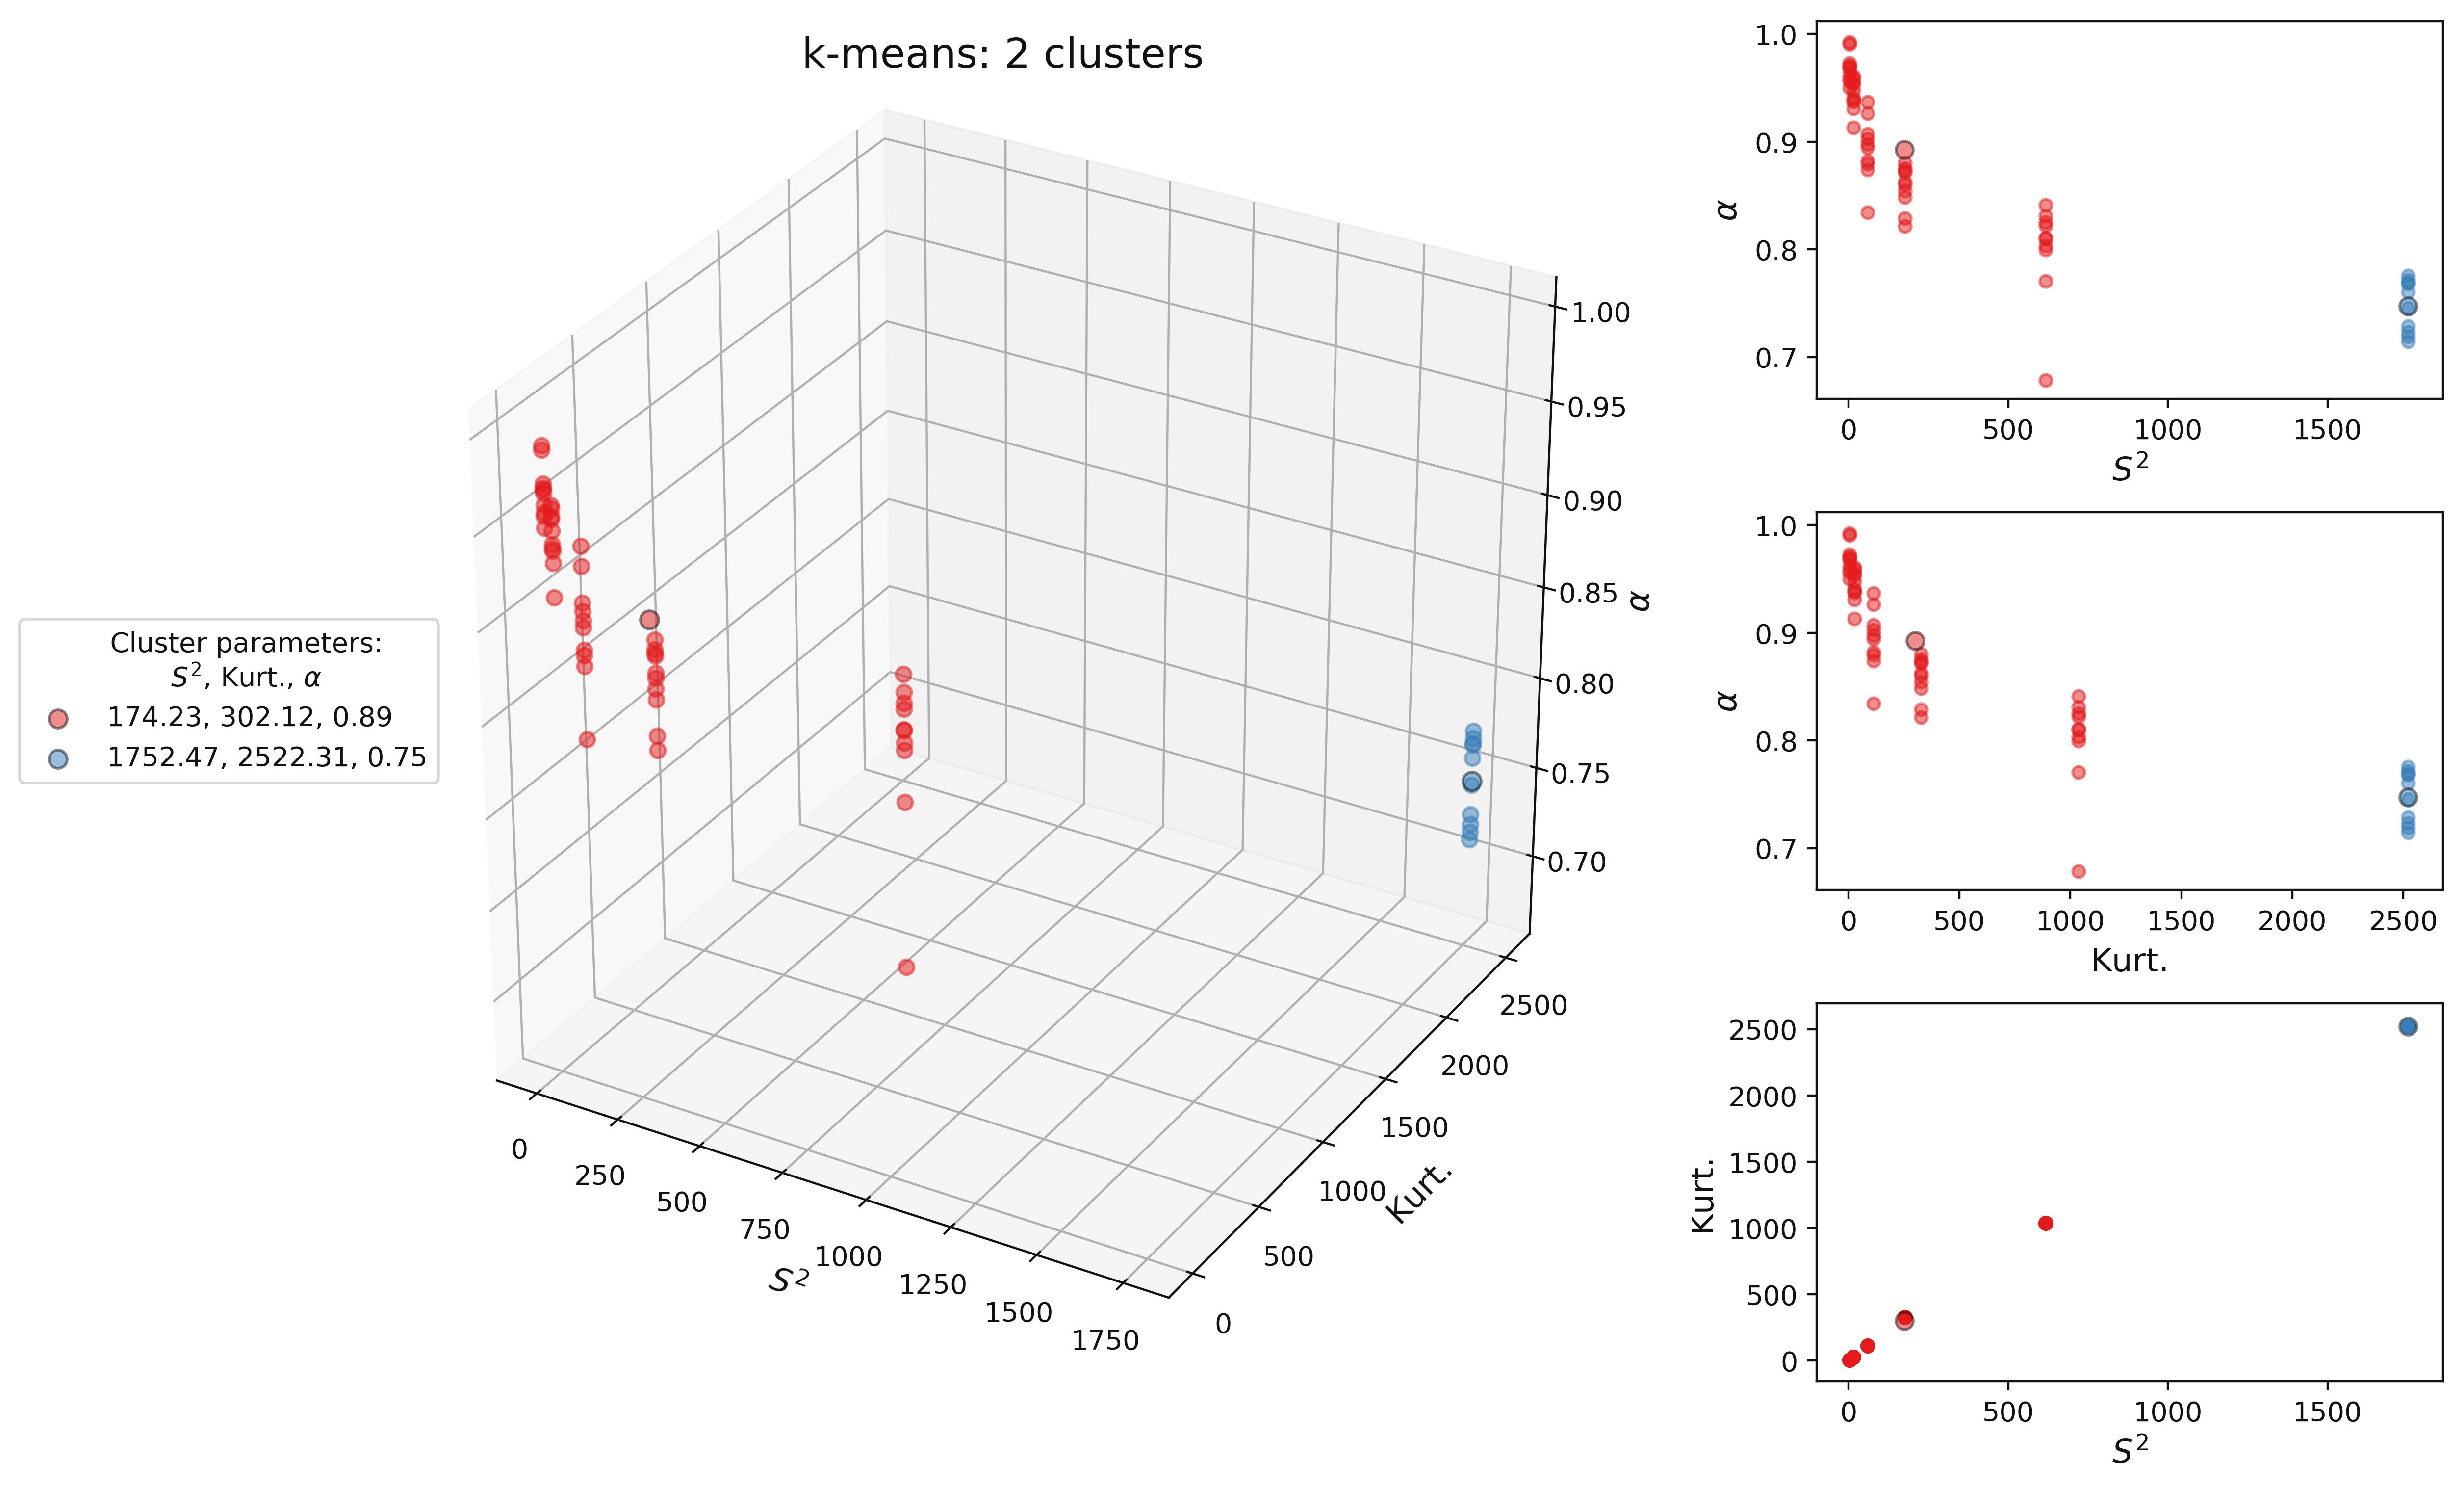 k-means: 2 clusters
Cluster parameters:
S², Kurt., α
174.23, 302.12, 0.89
1752.47, 2522.31, 0.75
1.00
0.95
0.90
0.85
0.80
0.75
0.70
α
0
250
500
750
1000
1250
1500
1750
S²
0
500
1000
1500
2000
2500
Kurt.
1.0
0.9
0.8
0.7
α
0 500 1000 1500
S²
1.0
0.9
0.8
0.7
α
0 500 1000 1500 2000 2500
Kurt.
2500
2000
1500
1000
500
0
Kurt.
0 500 1000 1500
S²